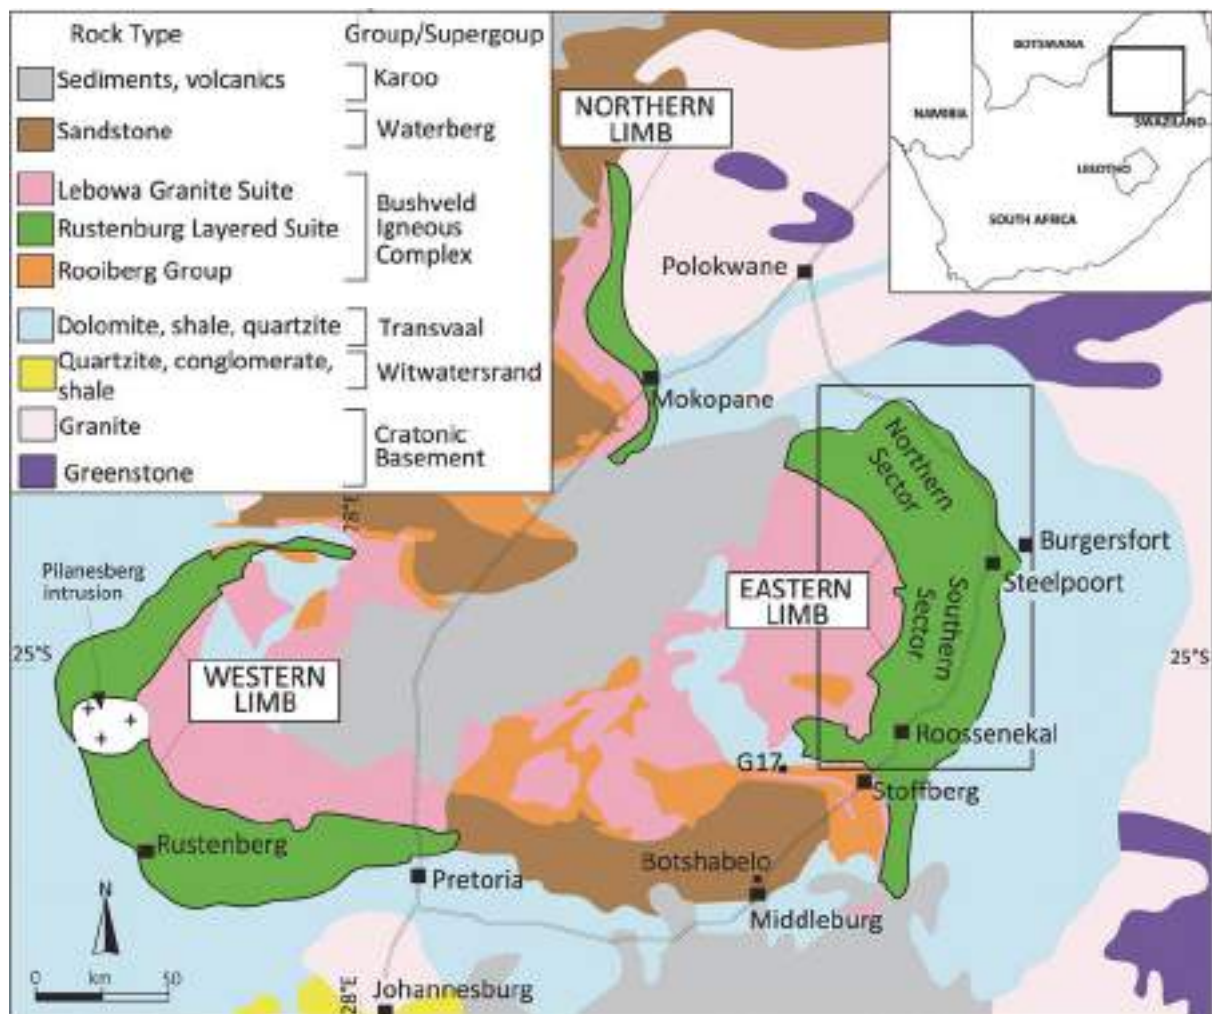 Rock Type
Group/Supergoup
Sediments, volcanics
Karoo
Sandstone
Waterberg
Lebowa Granite Suite
Rustenburg Layered Suite
Rooiberg Group
Bushveld
Igneous
Complex
Dolomite, shale, quartzite
Transvaal
Quartzite, conglomerate,
shale
Witwatersrand
Granite
Greenstone
Cratonic
Basement
NORTHERN
LIMB
BOTSWANA
NAMIBIA
SWAZILAND
LESOTHO
SOUTH AFRICA
Polokwane
Mokopane
Northern
Sector
28°E
Burgersfort
Steelpoort
Pilanesberg
intrusion
EASTERN
LIMB
Southern
Sector
25°S
25°S
WESTERN
LIMB
Roossenekal
G17
Stoffberg
Rustenberg
Botshabelo
Pretoria
Middleburg
N
0 km 50
28°E
Johannesburg